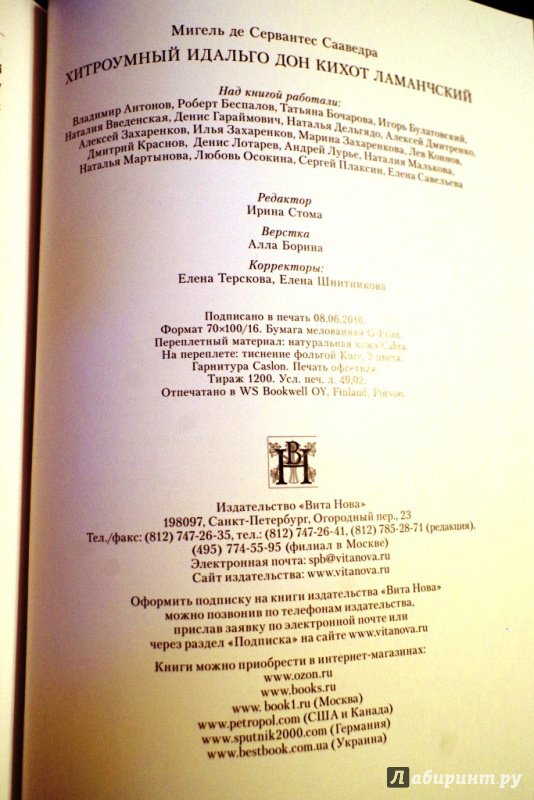 Мигель де Сервантес Сааведра
ХИТРОУМНЫЙ ИДАЛЬГО ДОН КИХОТ ЛАМАНЧСКИЙ
Над книгой работали:
Владимир Антонов, Роберт Беспалов, Татьяна Бочарова, Игорь Булатовский,
Наталия Введенская, Денис Гараймович, Наталья Дельгядо, Алексей Дмитренко,
Алексей Захаренков, Илья Захаренков, Марина Захаренкова, Лев Коннов,
Дмитрий Краснов, Денис Лотарев, Андрей Лурье, Наталия Малькова,
Наталья Мартынова, Любовь Осокина, Сергей Плаксин, Елена Савельева
Редактор
Ирина Стома
Верстка
Алла Борина
Корректоры:
Елена Терскова, Елена Шнитникова
Подписано в печать 08.06.2010.
Формат 70×100/16. Бумага мелованная G-Print.
Переплетный материал: натуральная кожа Cabra.
На переплете: тиснение фольгой Kurz, 3 цвета.
Гарнитура Caslon. Печать офсетная.
Тираж 1200. Усл. печ. л. 49,02.
Отпечатано в WS Bookwell OY, Finland, Porvoo.
ВН
Издательство «Вита Нова»
198097, Санкт-Петербург, Огородный пер., 23
Тел./факс: (812) 747-26-35, тел.: (812) 747-26-41, (812) 785-28-71 (редакция),
(495) 774-55-95 (филиал в Москве)
Электронная почта: spb@vitanova.ru
Сайт издательства: www.vitanova.ru
Оформить подписку на книги издательства «Вита Нова»
можно позвонив по телефонам издательства,
прислав заявку по электронной почте или
через раздел «Подписка» на сайте www.vitanova.ru
Книги можно приобрести в интернет-магазинах:
www.ozon.ru
www.books.ru
www. book1.ru (Москва)
www.petropol.com (США и Канада)
www.sputnik2000.com (Германия)
www.bestbook.com.ua (Украина)
Лабиринт.ру